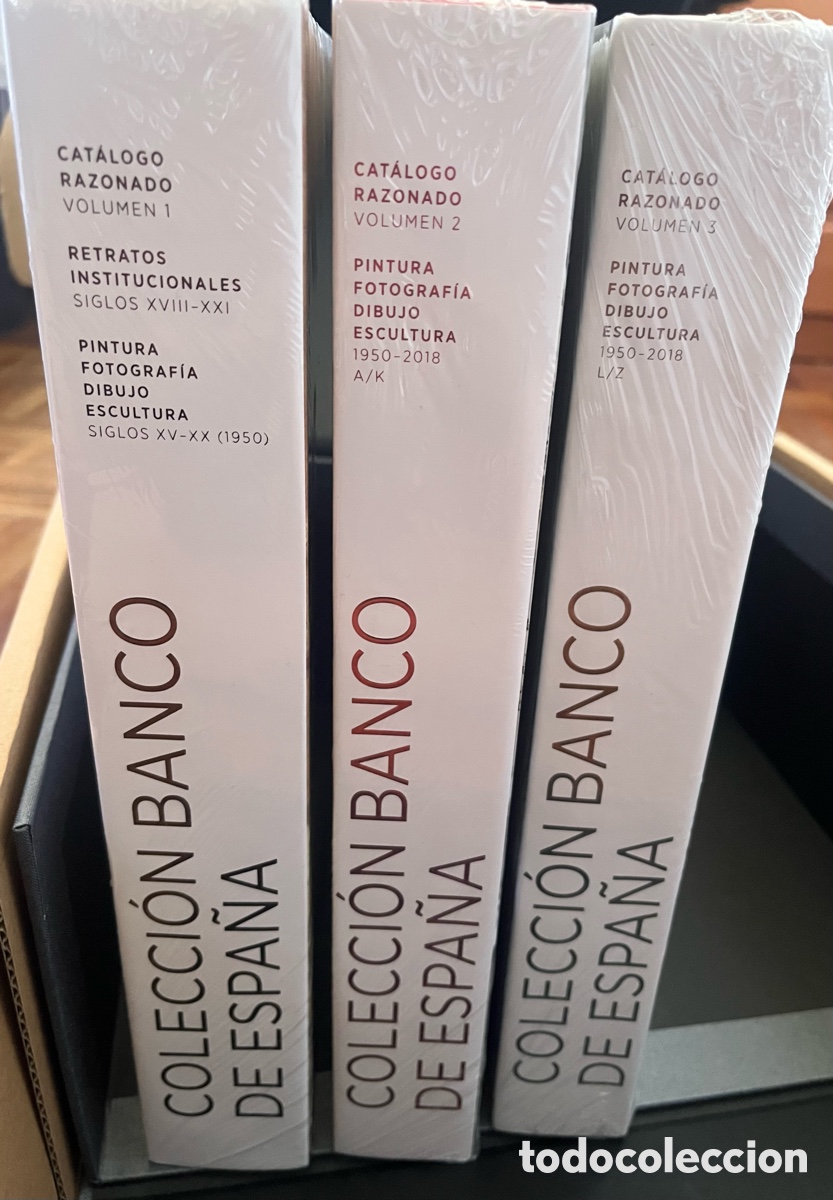 CATÁLOGO
RAZONADO
VOLUMEN 1
RETRATOS
INSTITUCIONALES
SIGLOS XVIII-XXI
PINTURA
FOTOGRAFÍA
DIBUJO
ESCULTURA
SIGLOS XV-XX (1950)
COLECCIÓN BANCO
DE ESPAÑA
CATÁLOGO
RAZONADO
VOLUMEN 2
PINTURA
FOTOGRAFÍA
DIBUJO
ESCULTURA
1950-2018
A/K
COLECCIÓN BANCO
DE ESPAÑA
CATÁLOGO
RAZONADO
VOLUMEN 3
PINTURA
FOTOGRAFÍA
DIBUJO
ESCULTURA
1950-2018
L/Z
COLECCIÓN BANCO
DE ESPAÑA
todocoleccion